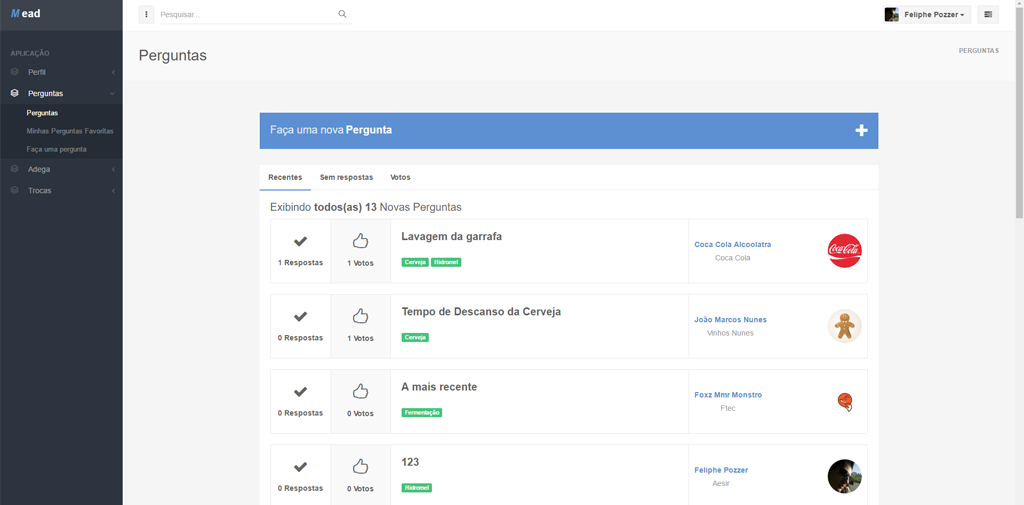 Mead
Pesquisar...
Feliphe Pozzer
APLICAÇÃO
Perfil
Perguntas
Perguntas
Minhas Perguntas Favoritas
Faça uma pergunta
Adega
Trocas
Perguntas
PERGUNTAS
Faça uma nova Pergunta
Recentes Sem respostas Votos
Exibindo todos(as) 13 Novas Perguntas
1 Respostas
1 Votos
Lavagem da garrafa
Cerveja Hidromel
Coca Cola Alcoolatra
Coca Cola
Coca-Cola
0 Respostas
1 Votos
Tempo de Descanso da Cerveja
Cerveja
João Marcos Nunes
Vinhos Nunes
0 Respostas
0 Votos
A mais recente
Fermentação
Foxz Mmr Monstro
Ftec
0 Respostas
0 Votos
123
Hidromel
Feliphe Pozzer
Aesir